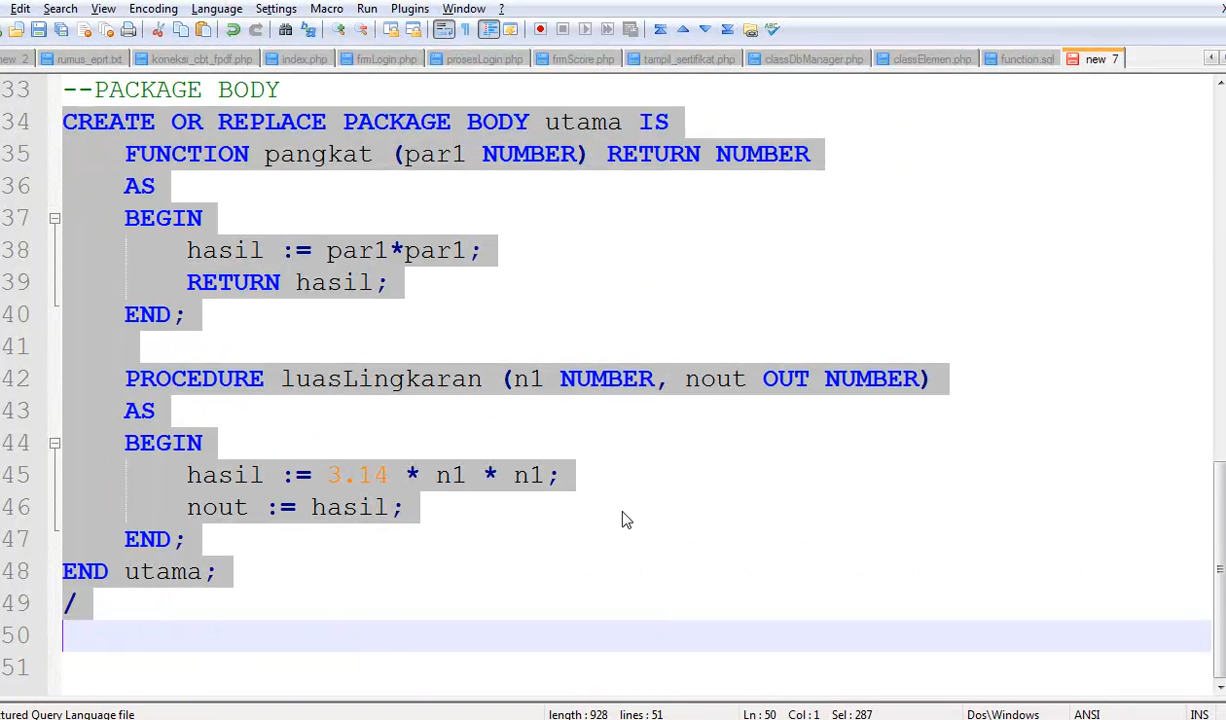 Edit Search View Encoding Language Settings Macro Run Plugins Window ?
new 2 rumus_eprt.txt koneksi_cbt_fpdf.php index.php frmLogin.php prosesLogin.php frmScore.php tampil_sertifikat.php classDbManager.php classElemen.php function.sql new 7
33 --PACKAGE BODY
34 CREATE OR REPLACE PACKAGE BODY utama IS
35 FUNCTION pangkat (par1 NUMBER) RETURN NUMBER
36 AS
37 BEGIN
38 hasil := par1*par1;
39 RETURN hasil;
40 END;
41
42 PROCEDURE luasLingkaran (n1 NUMBER, nout OUT NUMBER)
43 AS
44 BEGIN
45 hasil := 3.14 * n1 * n1;
46 nout := hasil;
47 END;
48 END utama;
49 /
50
51
tured Query Language file length : 928 lines : 51 Ln : 50 Col : 1 Sel : 287 Dos\Windows ANSI INS